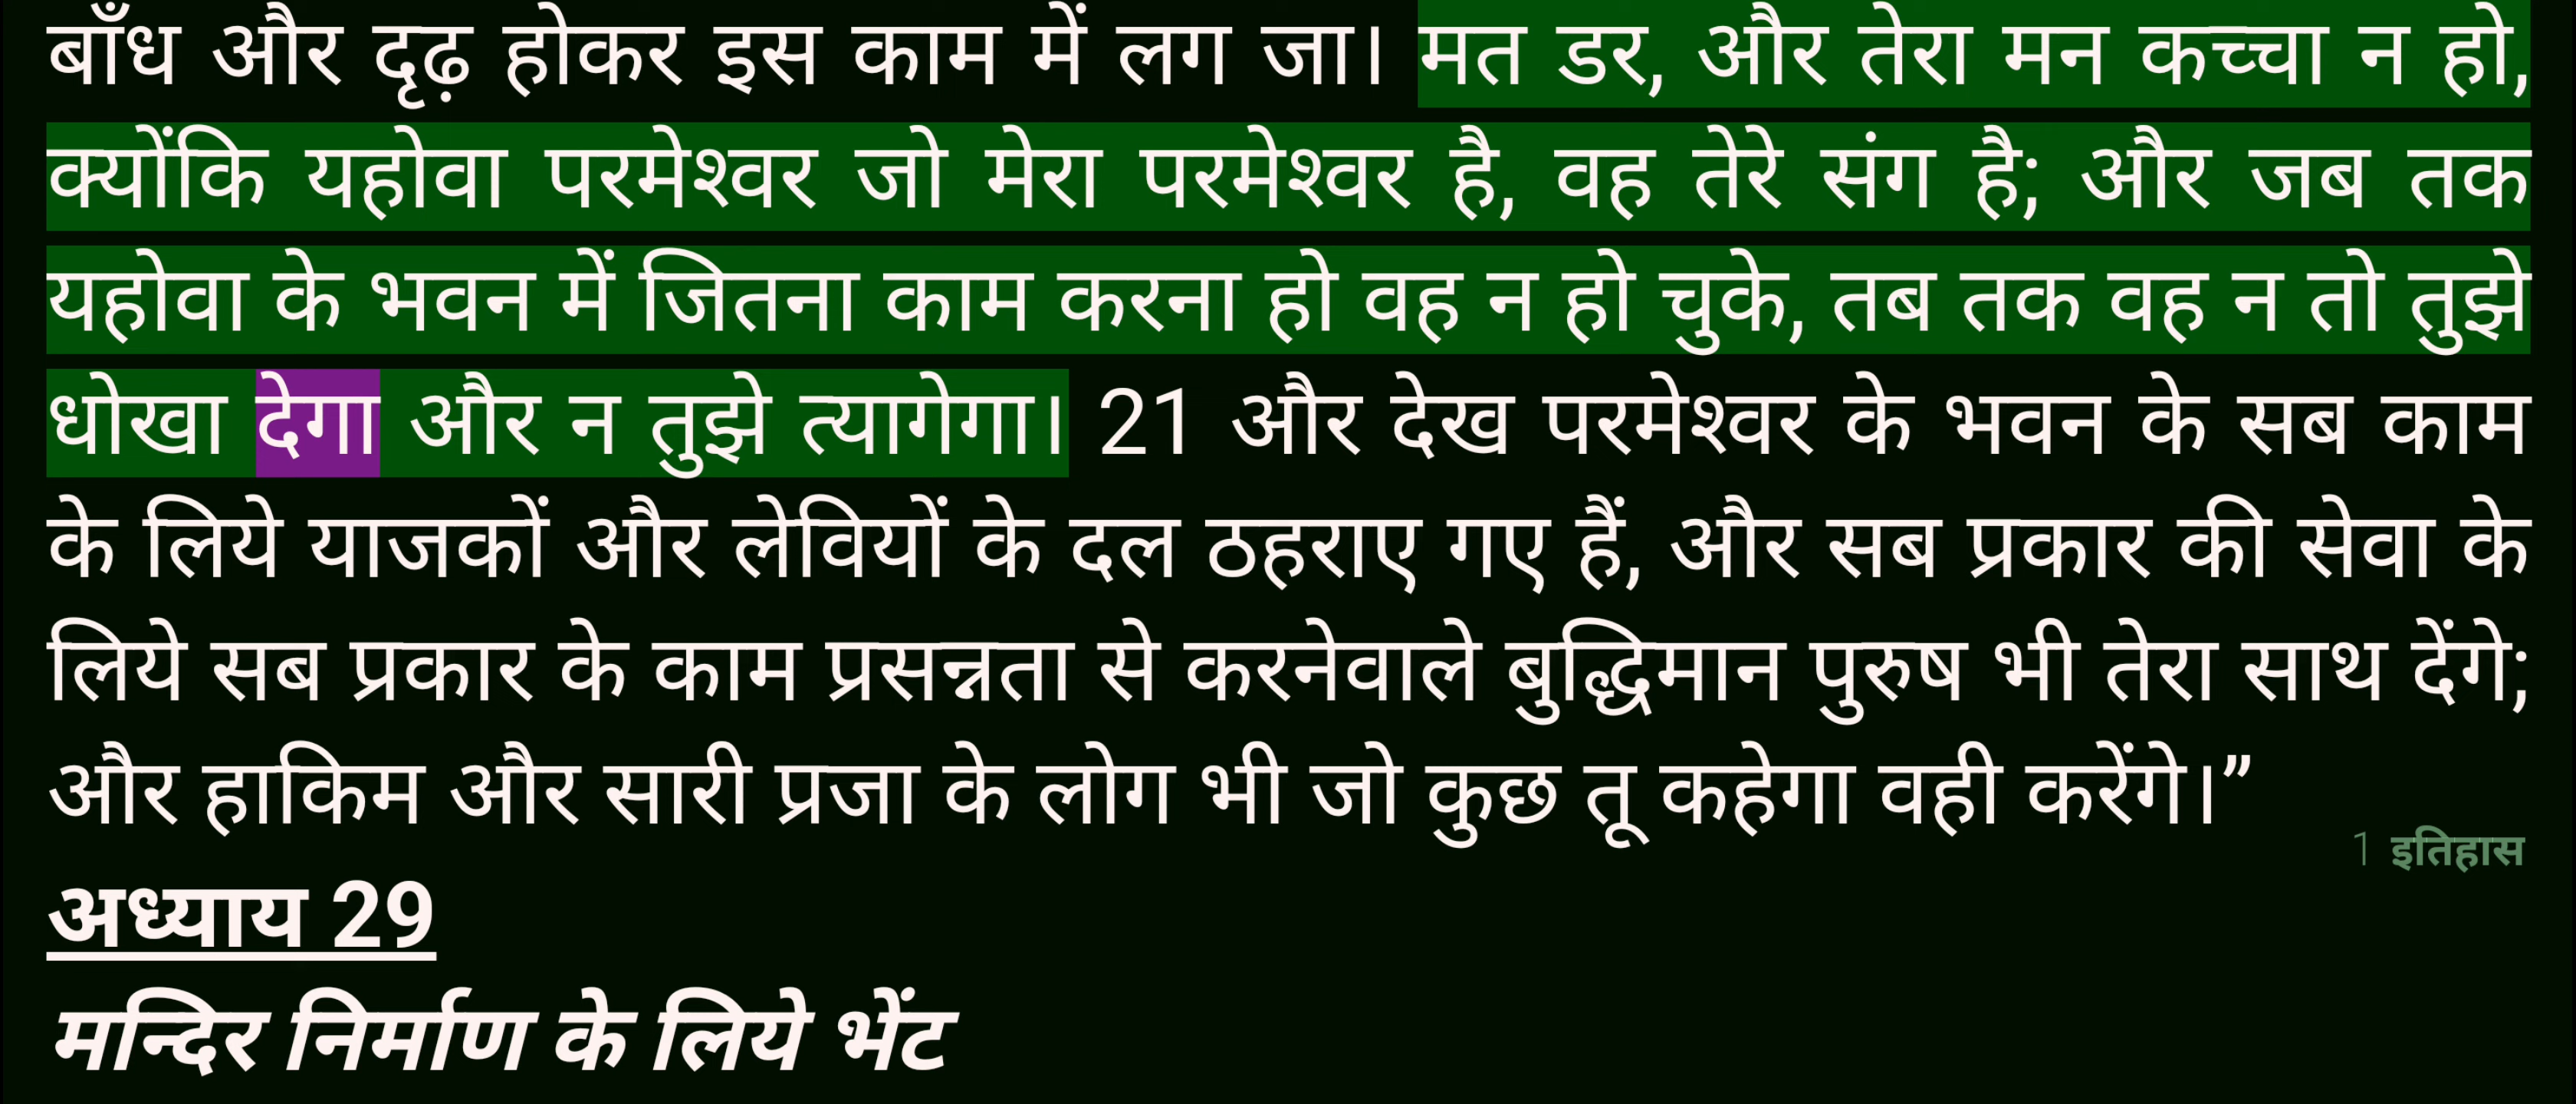 बाँध और दृढ़ होकर इस काम में लग जा। मत डर, और तेरा मन कच्चा न हो,
क्योंकि यहोवा परमेश्वर जो मेरा परमेश्वर है, वह तेरे संग है; और जब तक
यहोवा के भवन में जितना काम करना हो वह न हो चुके, तब तक वह न तो तुझे
धोखा देगा और न तुझे त्यागेगा। 21 और देख परमेश्वर के भवन के सब काम
के लिये याजकों और लेवियों के दल ठहराए गए हैं, और सब प्रकार की सेवा के
लिये सब प्रकार के काम प्रसन्नता से करनेवाले बुद्धिमान पुरुष भी तेरा साथ देंगे;
और हाकिम और सारी प्रजा के लोग भी जो कुछ तू कहेगा वही करेंगे।”
1 इतिहास
अध्याय 29
मन्दिर निर्माण के लिये भेंट